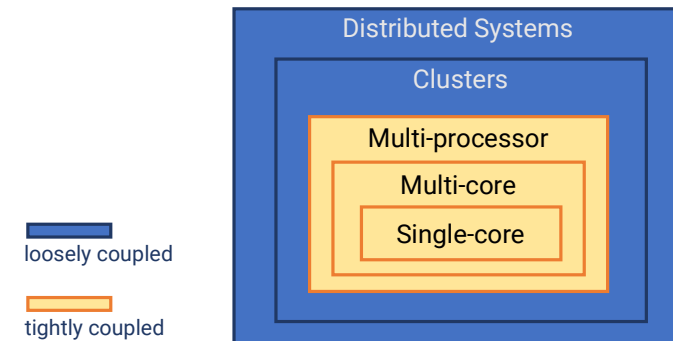 Distributed Systems
Clusters
Multi-processor
Multi-core
Single-core
loosely coupled
tightly coupled